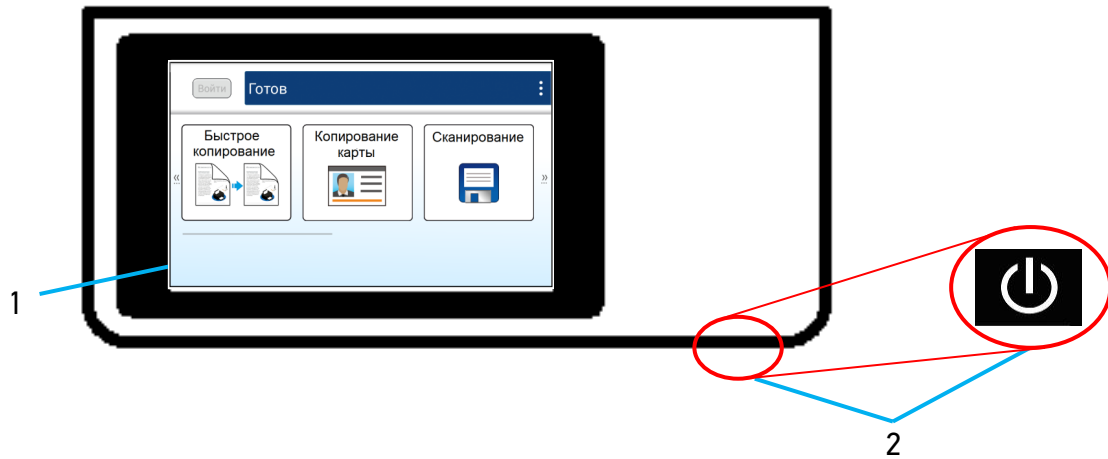 Войти
Готов
Быстрое
копирование
Копирование
карты
Сканирование
«
»
1
2